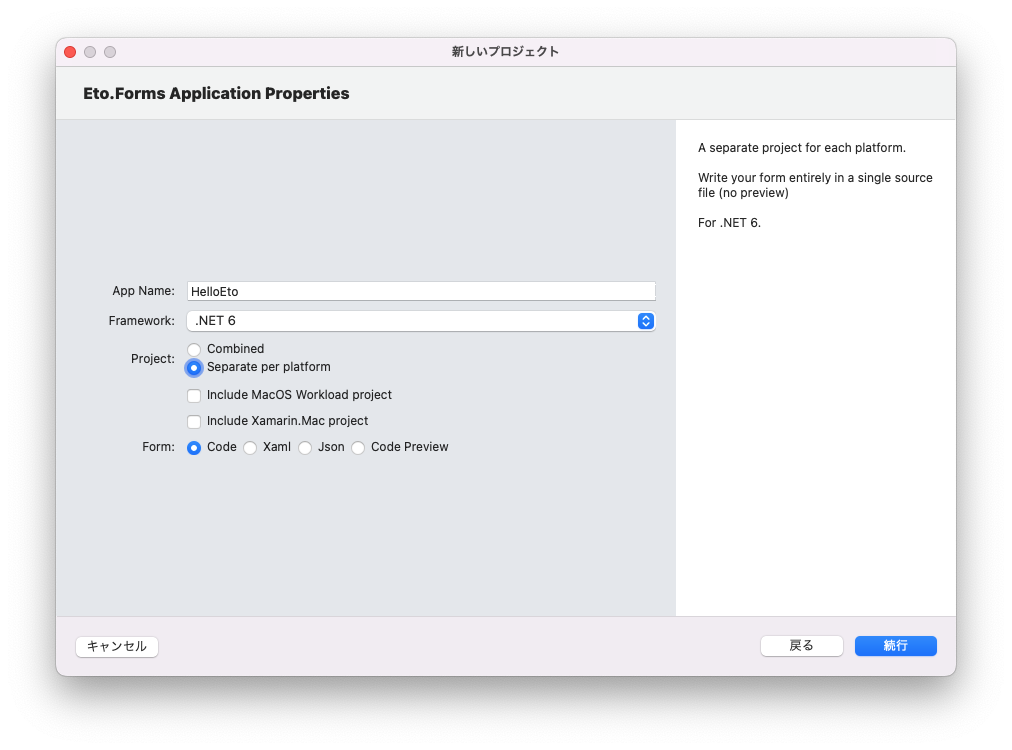 新しいプロジェクト
Eto.Forms Application Properties
App Name: HelloEto
Framework: .NET 6
Project: Combined
Separate per platform
Include MacOS Workload project
Include Xamarin.Mac project
Form: Code Xaml Json Code Preview
A separate project for each platform.
Write your form entirely in a single source
file (no preview)
For .NET 6.
キャンセル 戻る 続行